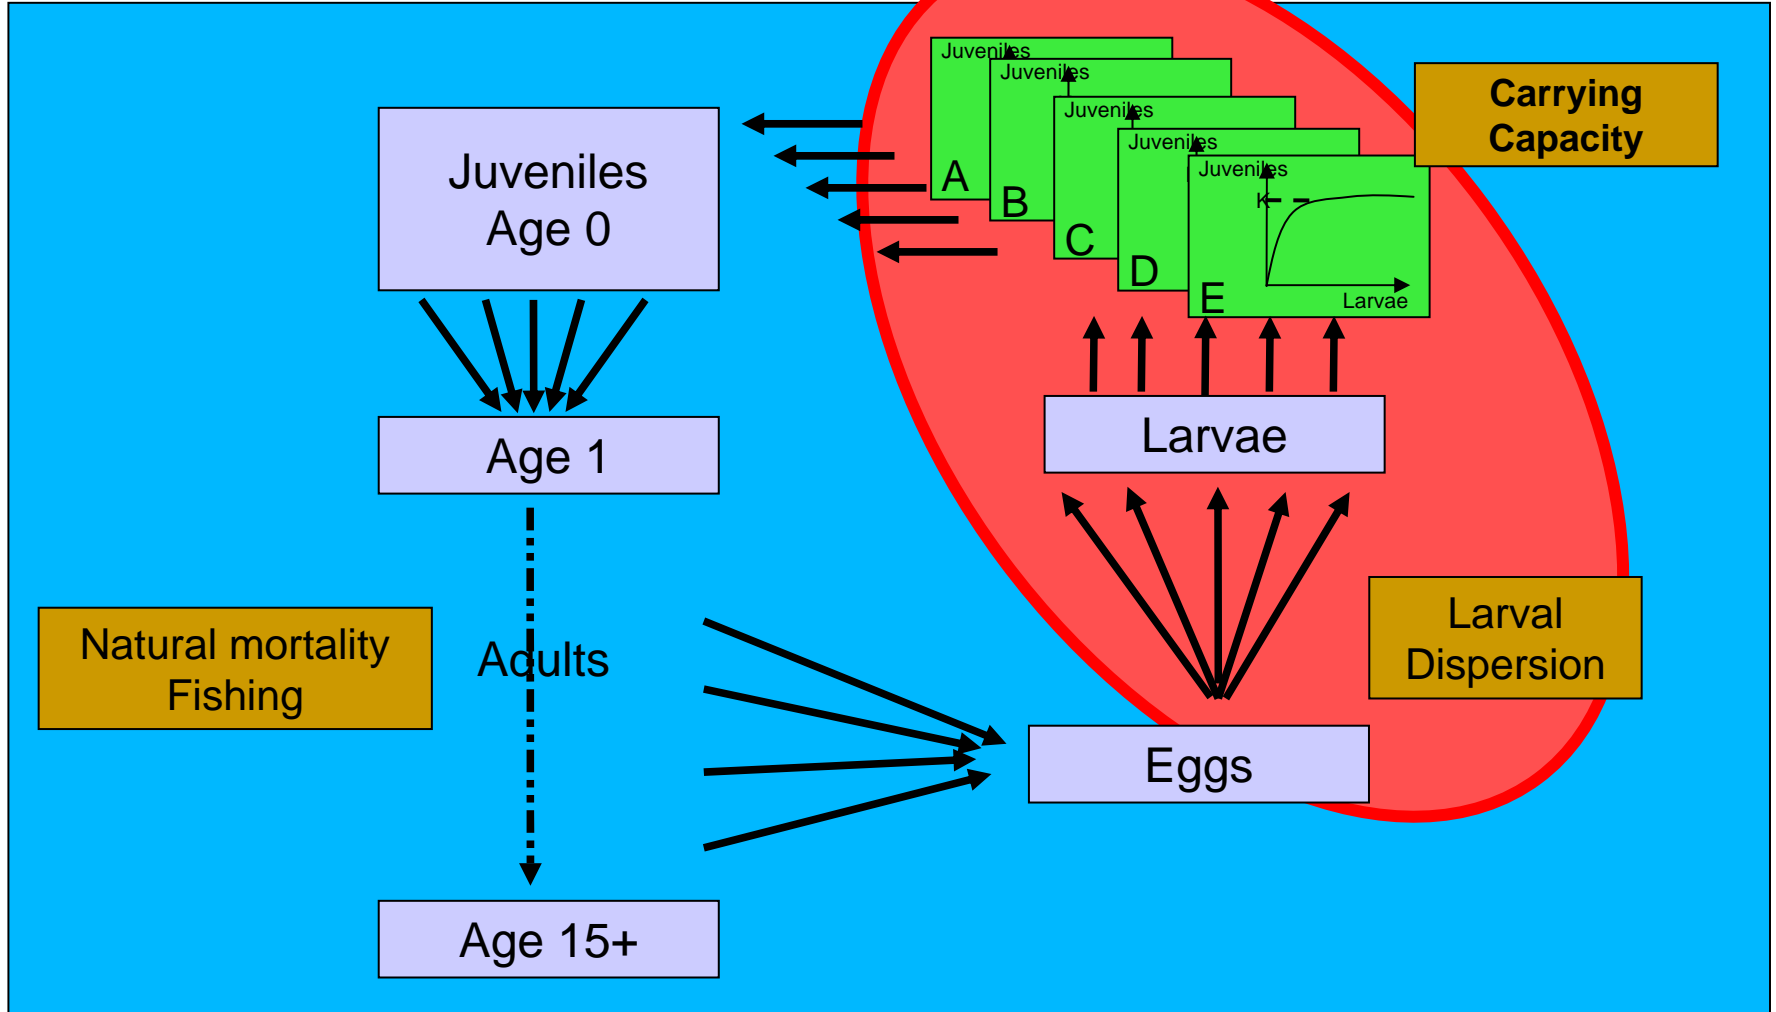 Juveniles
A
Juveniles
B
Juveniles
C
Juveniles
D
Juveniles
K
Larvae
E
Carrying
Capacity
Juveniles
Age 0
Age 1
Larvae
Natural mortality
Fishing
Adults
Larval
Dispersion
Eggs
Age 15+